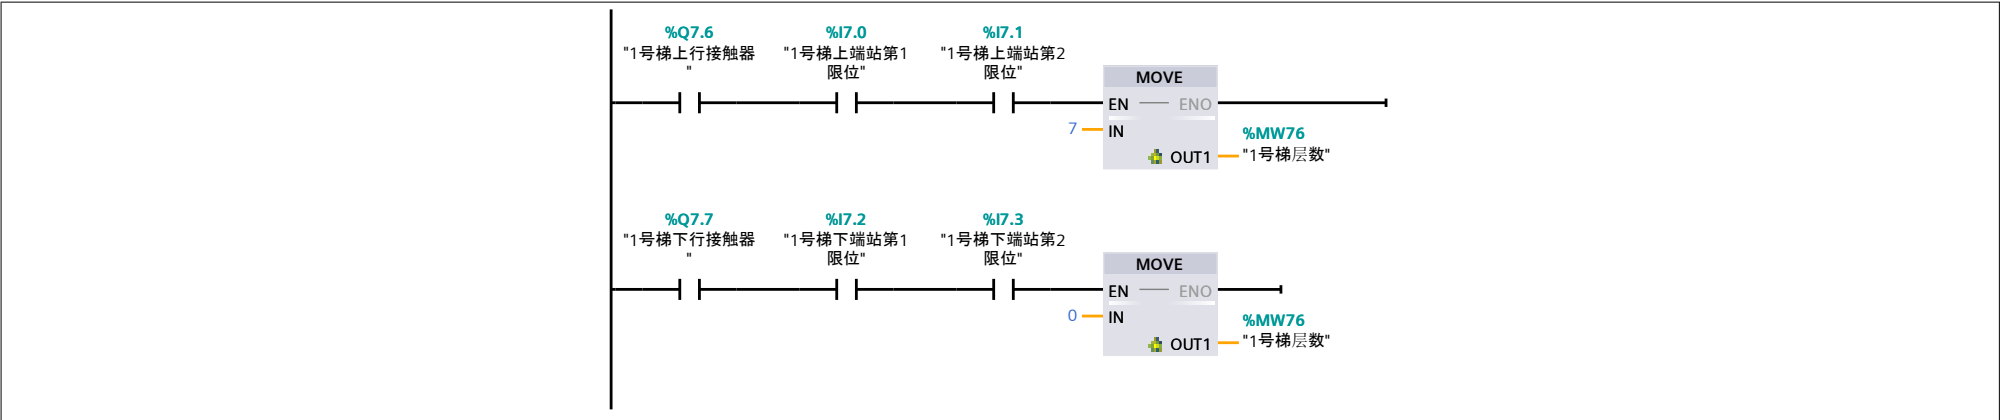 %Q7.6 %I7.0 %I7.1
"1号梯上行接触器 "1号梯上端站第1 "1号梯上端站第2
" 限位" 限位"
MOVE
EN ENO
7 IN
%MW76
OUT1 "1号梯层数"
%Q7.7 %I7.2 %I7.3
"1号梯下行接触器 "1号梯下端站第1 "1号梯下端站第2
" 限位" 限位"
MOVE
EN ENO
0 IN
%MW76
OUT1 "1号梯层数"